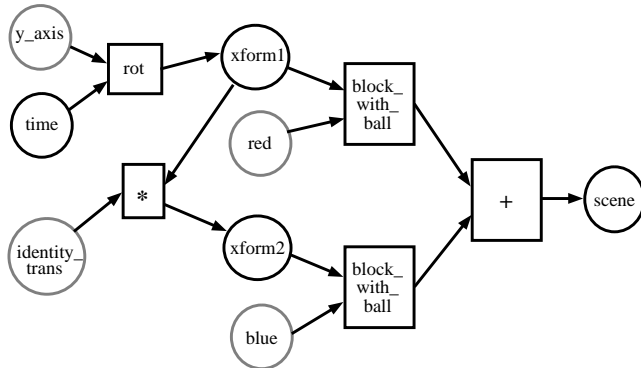 y_axis
rot
xform1
time
block_
with_
ball
red
*
+
scene
identity_
trans
xform2
block_
with_
ball
blue